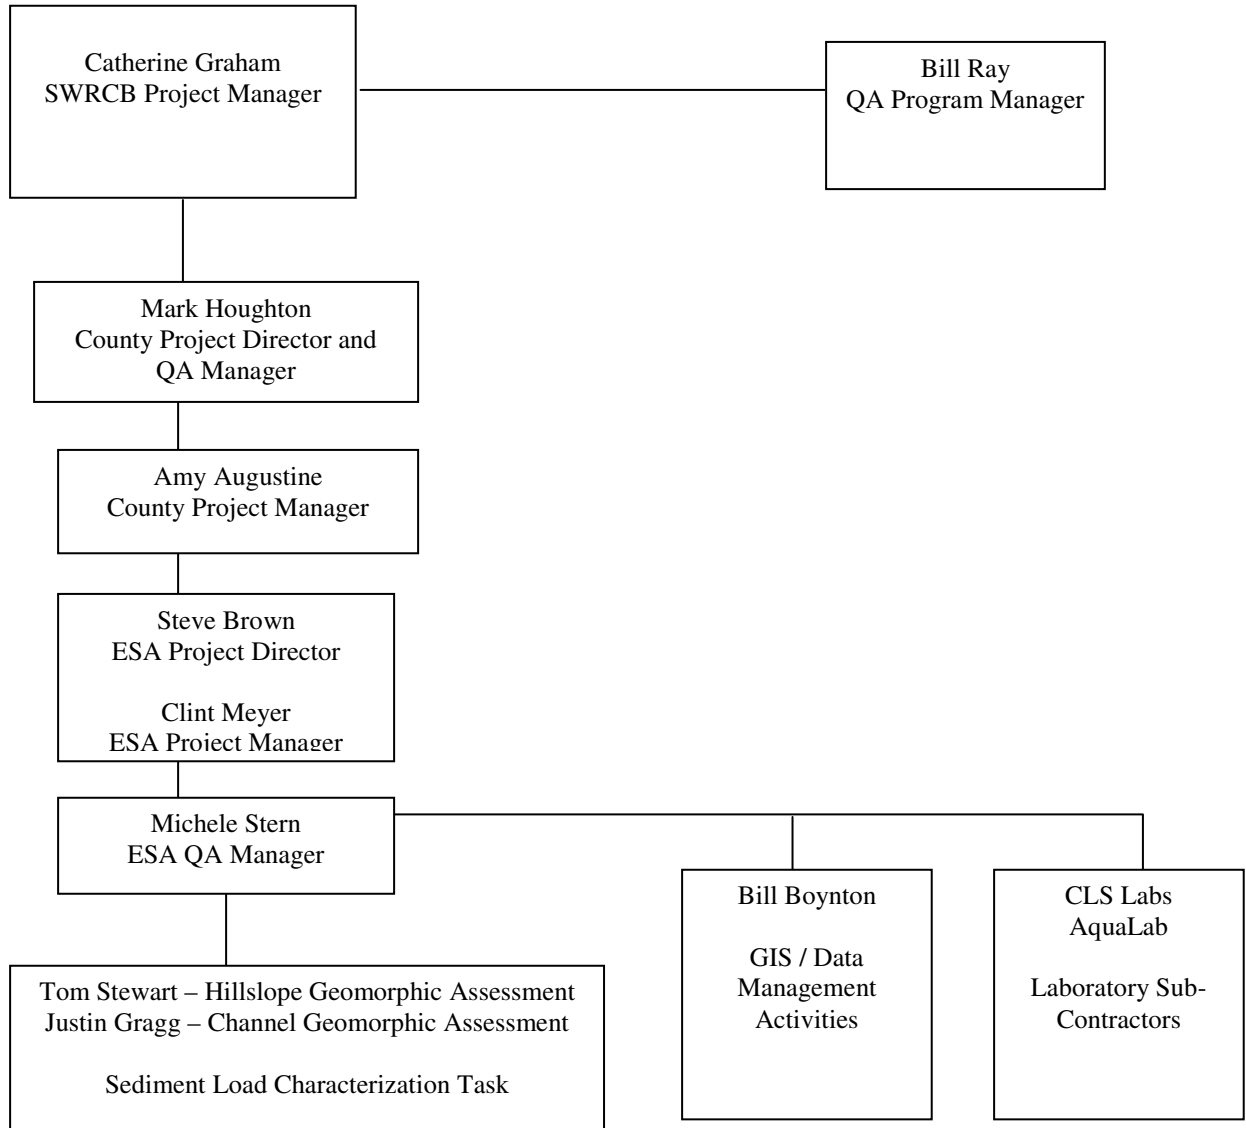 Catherine Graham
SWRCB Project Manager
Bill Ray
QA Program Manager
Mark Houghton
County Project Director and
QA Manager
Amy Augustine
County Project Manager
Steve Brown
ESA Project Director
Clint Meyer
ESA Project Manager
Michele Stern
ESA QA Manager
Tom Stewart – Hillslope Geomorphic Assessment
Justin Gragg – Channel Geomorphic Assessment
Sediment Load Characterization Task
Bill Boynton
GIS / Data
Management
Activities
CLS Labs
AquaLab
Laboratory Sub-
Contractors